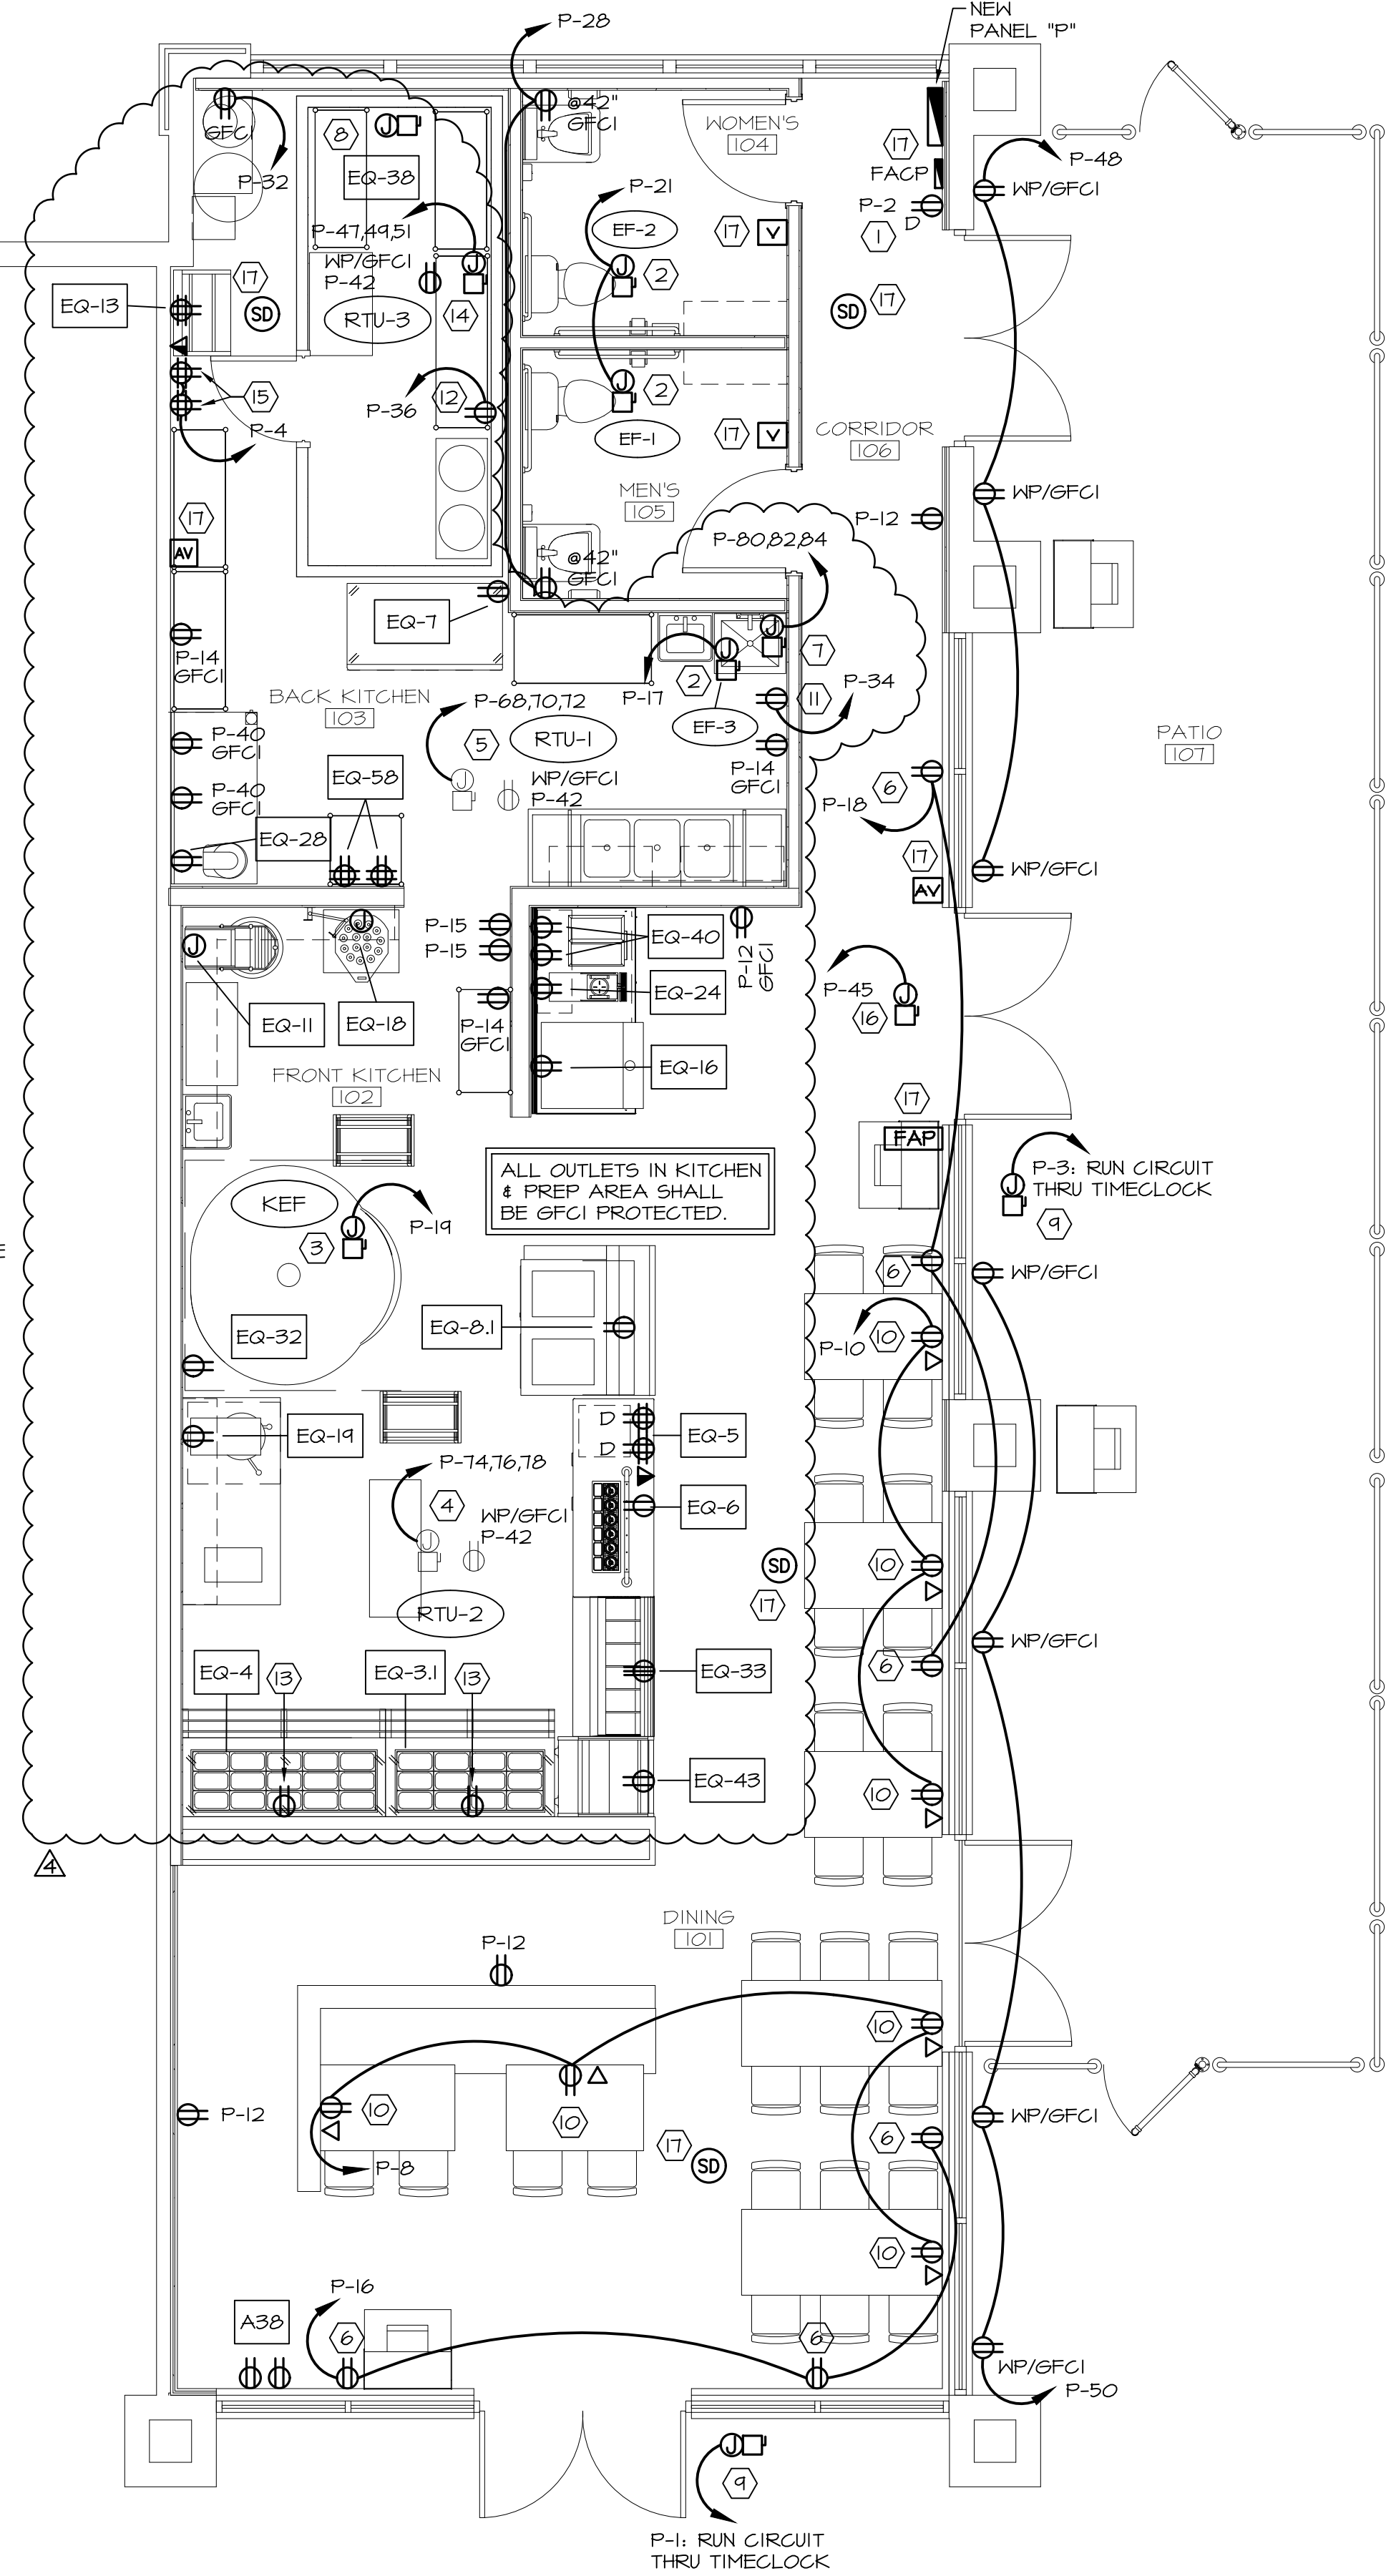 NEW
PANEL "P"
P-28
@42"
GFCI
WOMEN'S
104
17
FACP
P-48
WP/GFCI
P-2
D
1
GFCI
P-32
8
EQ-38
P-47,49,51
WP/GFCI
P-42
RTU-3
14
P-21
EF-2
2
17
V
17
SD
EQ-13
SD
17
15
P-4
P-36
12
2
EF-1
17
V
CORRIDOR
106
MEN'S
105
WP/GFCI
P-12
17
AV
@42"
GFCI
P-80,82,84
EQ-7
P-14
GFCI
7
P-17
2
11
P-34
EF-3
BACK KITCHEN
103
P-68,70,72
5
RTU-1
WP/GFCI
P-42
P-14
GFCI
PATIO
107
P-40
GFCI
P-40
GFCI
EQ-58
EQ-28
6
P-18
17
AV
WP/GFCI
P-15
P-15
EQ-40
P-12
GFCI
EQ-24
P-45
16
EQ-11
EQ-18
P-14
GFCI
EQ-16
FRONT KITCHEN
102
17
FAP
ALL OUTLETS IN KITCHEN
& PREP AREA SHALL
BE GFCI PROTECTED.
P-3: RUN CIRCUIT
THRU TIMECLOCK
9
KEF
P-19
3
E
6
WP/GFCI
EQ-32
EQ-8.1
P-10
10
EQ-19
D
D
EQ-5
P-74,76,78
4
WP/GFCI
P-42
EQ-6
RTU-2
SD
17
10
WP/GFCI
6
EQ-4
13
EQ-3.1
13
EQ-33
EQ-43
10
4
DINING
101
P-12
10
P-12
10
10
WP/GFCI
6
P-8
17
SD
10
P-16
A38
6
6
WP/GFCI
P-50
9
P-1: RUN CIRCUIT
THRU TIMECLOCK
J
J
J
J
J
J
J
J
J
J
J
J
J